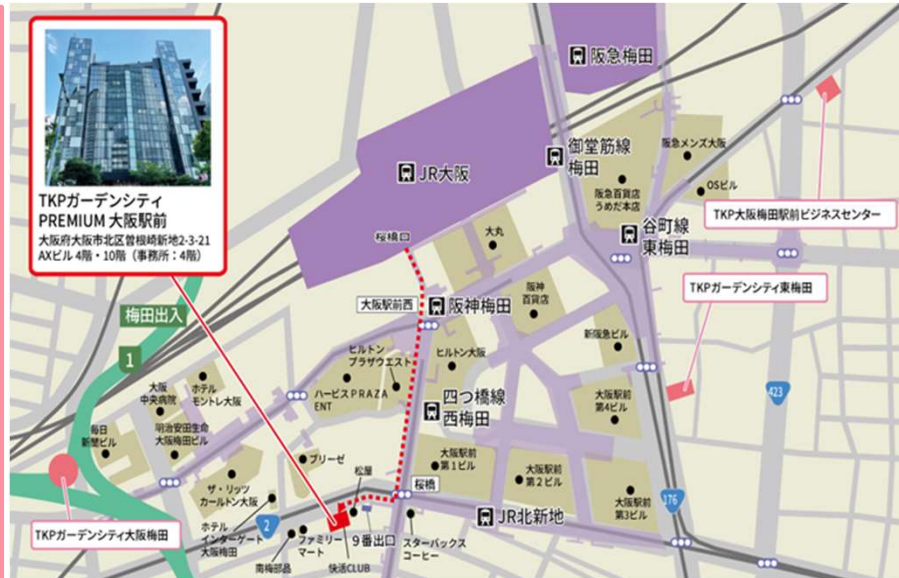 TKPガーデンシティ
PREMIUM 大阪駅前
大阪府大阪市北区曽根崎新地2-3-21
AXビル 4階・10階（事務所：4階）
阪急梅田
JR大阪
御堂筋線
梅田
阪急メンズ大阪
阪急百貨店
うめだ本店
OSビル
TKP大阪梅田駅前ビジネスセンター
谷町線
東梅田
桜橋口
大丸
TKPガーデンシティ東梅田
阪神
百貨店
大阪駅前西
阪神梅田
梅田出入
新阪急ビル
1
ヒルトン
プラザウエスト
ヒルトン大阪
大阪
中央病院
ホテル
モントレ大阪
ハービスPRAZA
ENT
四つ橋線
西梅田
大阪駅前
第4ビル
423
毎日
新聞ビル
明治安田生命
大阪梅田ビル
ブリーゼ
大阪駅前
第1ビル
松屋
桜橋
大阪駅前
第2ビル
ザ・リッツ
カールトン大阪
176
大阪駅前
第3ビル
JR北新地
TKPガーデンシティ大阪梅田
ホテル
インターゲート
大阪梅田
2
ファミリー
マート
9番出口
スターバックス
コーヒー
南梅部品
快活CLUB